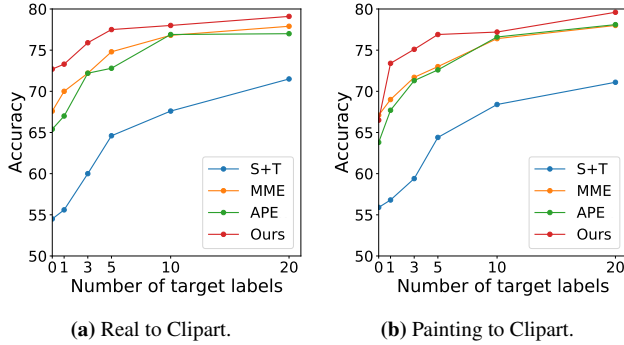 80
75
70
65
60
55
50
Accuracy
0 1 3 5 10 20
Number of target labels
S+T
MME
APE
Ours
(a) Real to Clipart.
80
75
70
65
60
55
50
Accuracy
0 1 3 5 10 20
Number of target labels
S+T
MME
APE
Ours
(b) Painting to Clipart.